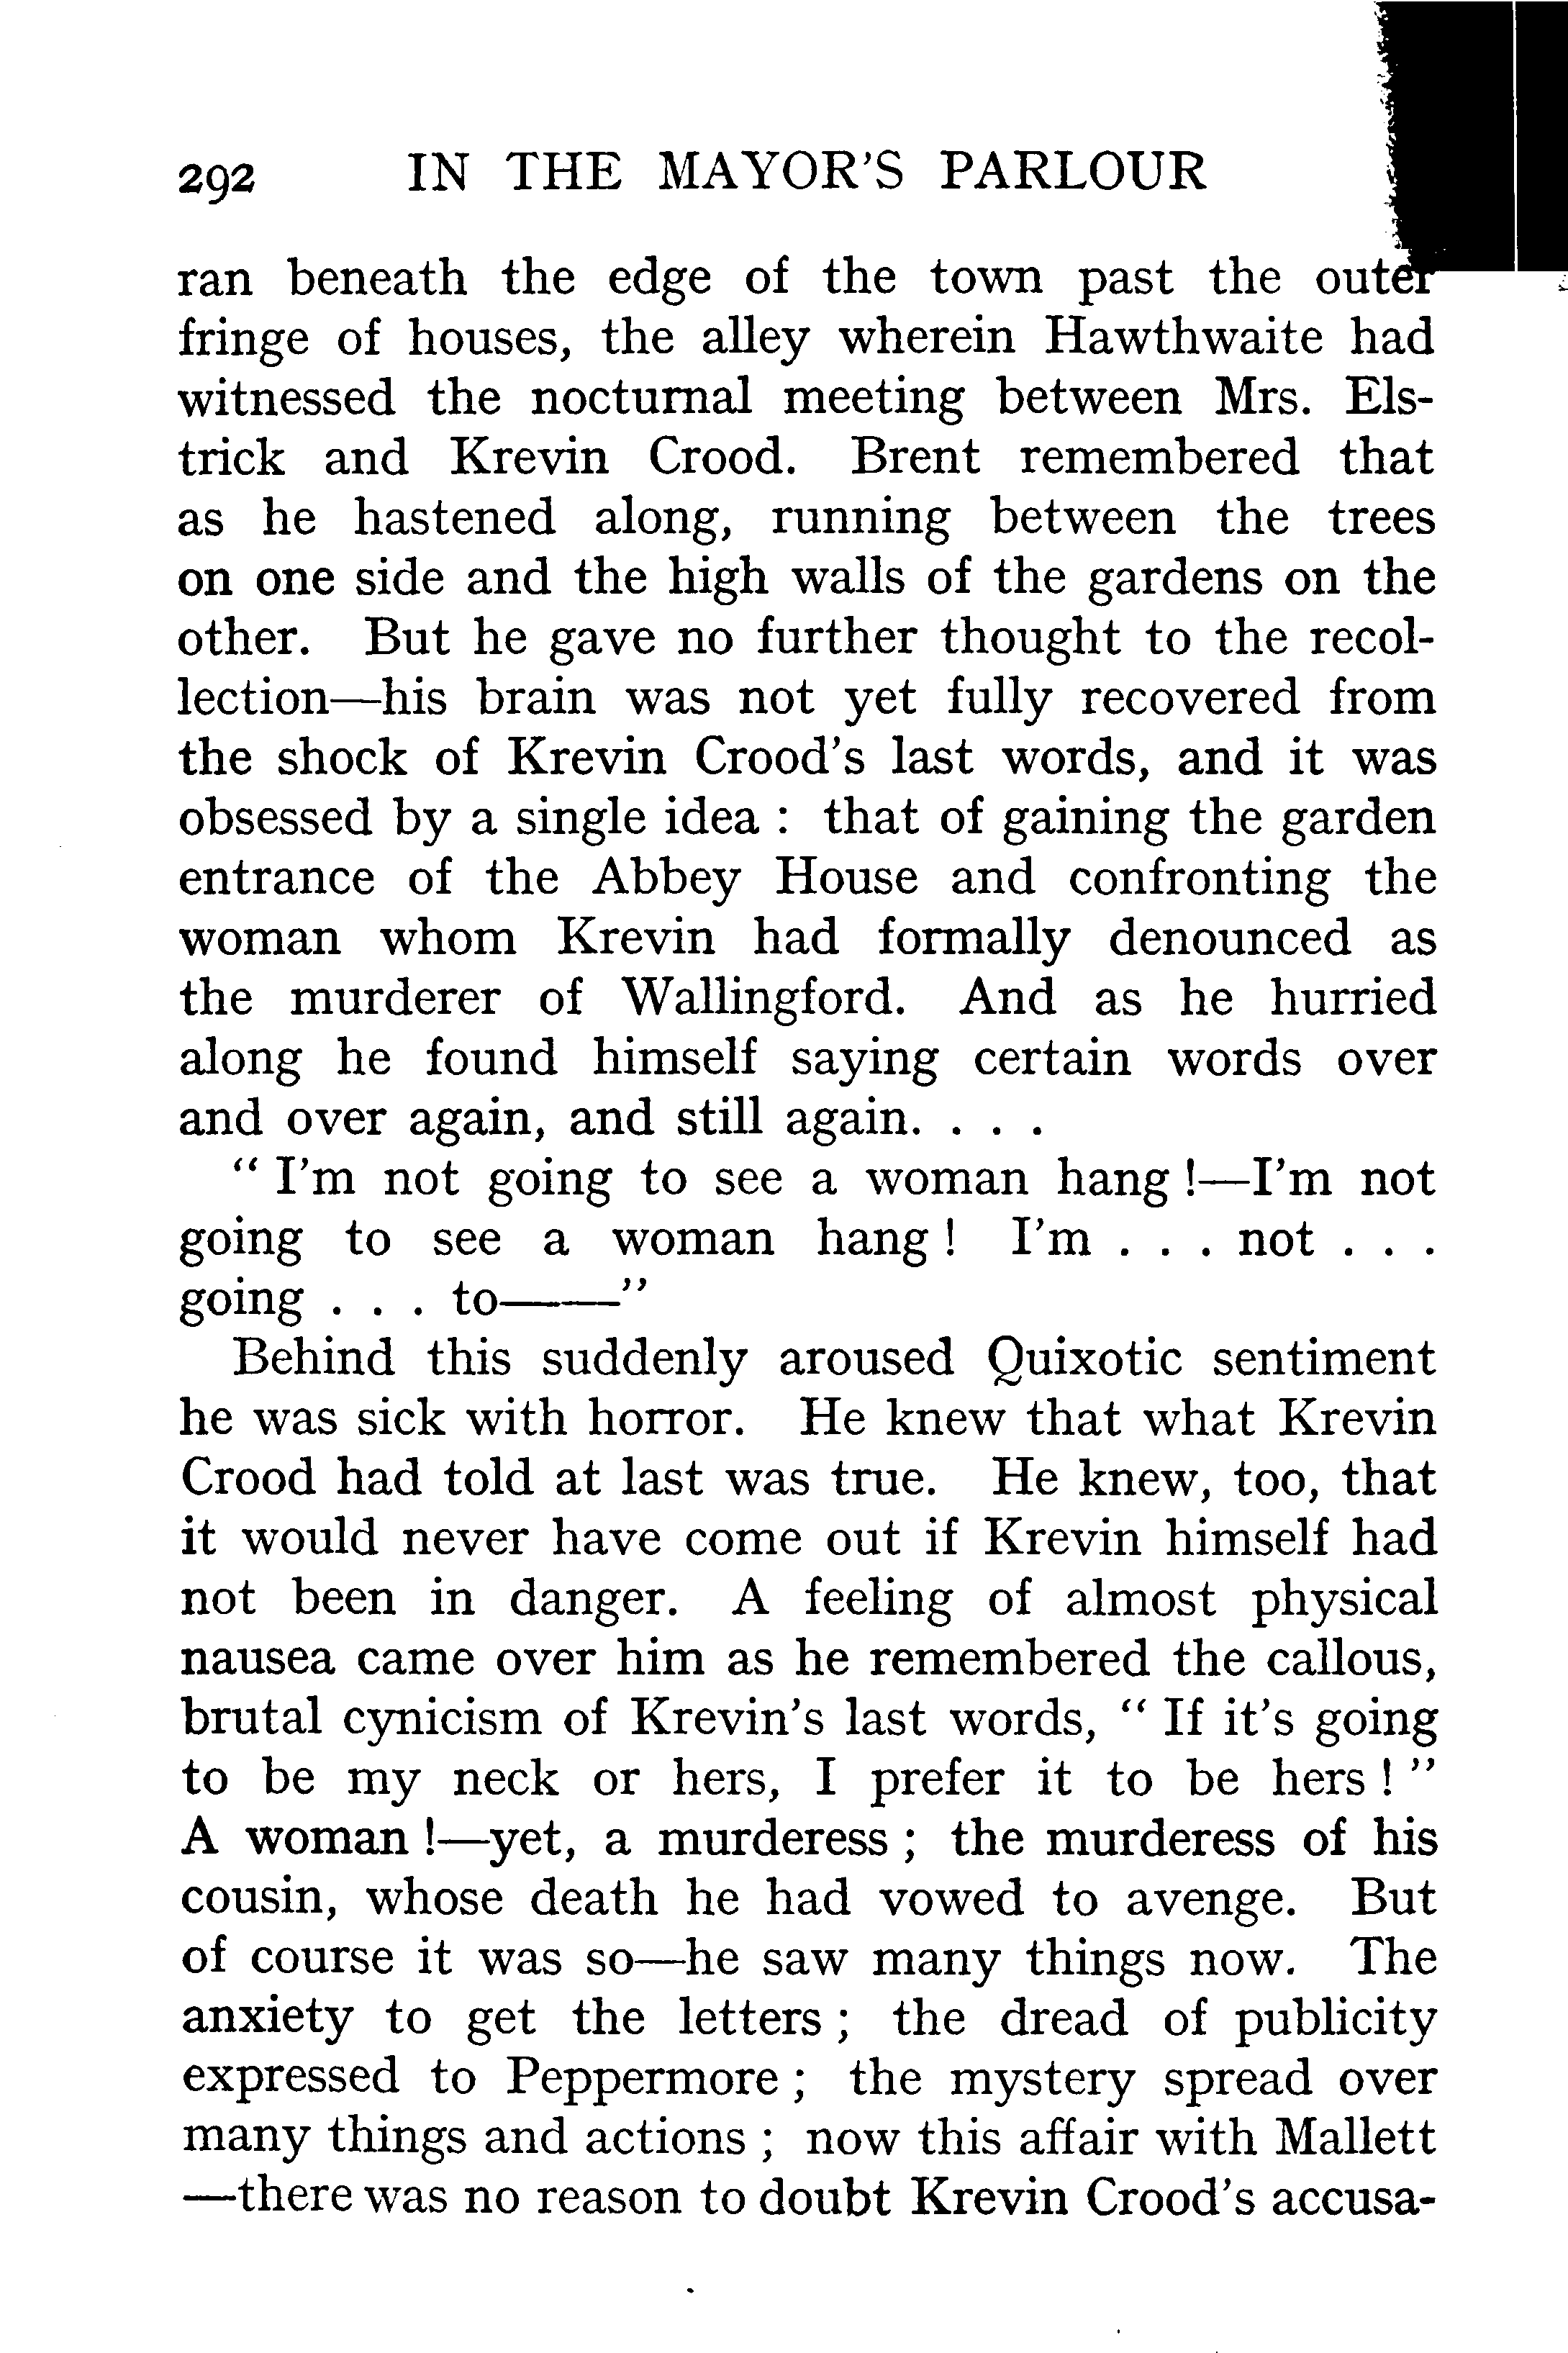 292 IN THE MAYOR'S PARLOUR
ran beneath the edge of the town past the outer
fringe of houses, the alley wherein Hawthwaite had
witnessed the nocturnal meeting between Mrs. Els-
trick and Krevin Crood. Brent remembered that
as he hastened along, running between the trees
on one side and the high walls of the gardens on the
other. But he gave no further thought to the recol-
lection—his brain was not yet fully recovered from
the shock of Krevin Crood's last words, and it was
obsessed by a single idea : that of gaining the garden
entrance of the Abbey House and confronting the
woman whom Krevin had formally denounced as
the murderer of Wallingford. And as he hurried
along he found himself saying certain words over
and over again, and still again. . . .
“ I'm not going to see a woman hang !—I'm not
going to see a woman hang ! I'm . . . not . . .
going . . . to——”
Behind this suddenly aroused Quixotic sentiment
he was sick with horror. He knew that what Krevin
Crood had told at last was true. He knew, too, that
it would never have come out if Krevin himself had
not been in danger. A feeling of almost physical
nausea came over him as he remembered the callous,
brutal cynicism of Krevin's last words, “ If it's going
to be my neck or hers, I prefer it to be hers ! ”
A woman !—yet, a murderess ; the murderess of his
cousin, whose death he had vowed to avenge. But
of course it was so—he saw many things now. The
anxiety to get the letters ; the dread of publicity
expressed to Peppermore ; the mystery spread over
many things and actions ; now this affair with Mallett
—there was no reason to doubt Krevin Crood's accusa-